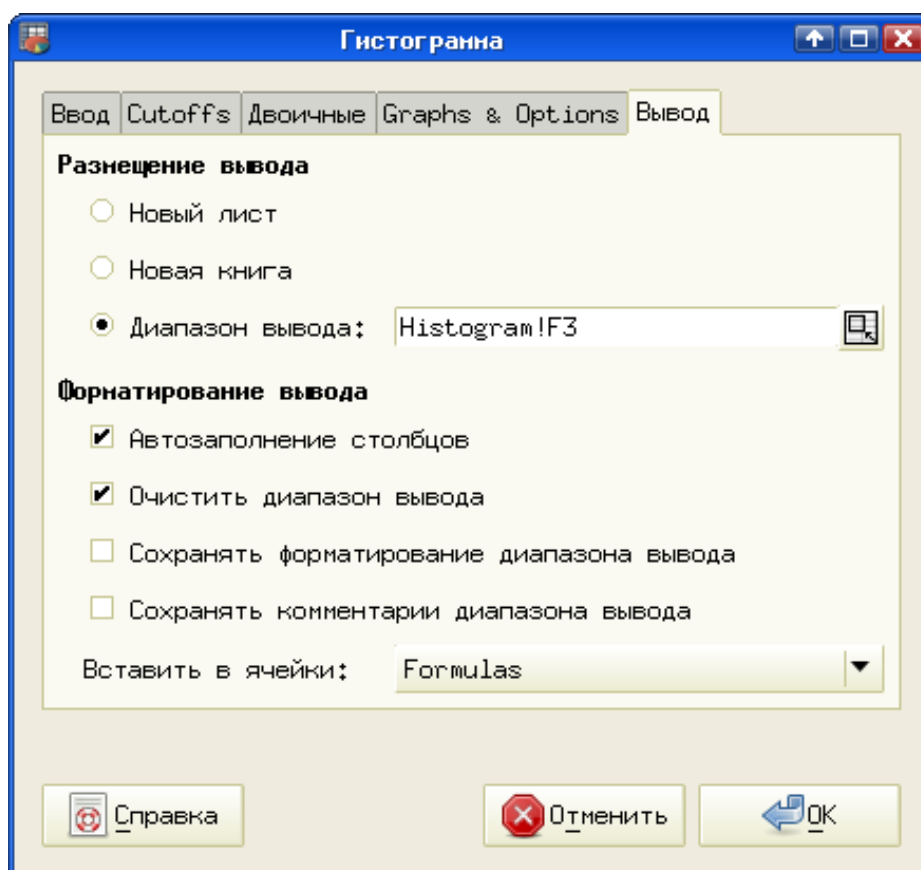 Гистограмма
Ввод Cutoffs Двоичные Graphs & Options Вывод
Размещение вывода
Новый лист
Новая книга
Диапазон вывода: Histogram!F3
Форматирование вывода
Автозаполнение столбцов
Очистить диапазон вывода
Сохранять форматирование диапазона вывода
Сохранять комментарии диапазона вывода
Вставить в ячейки: Formulas
Справка Отменить OK